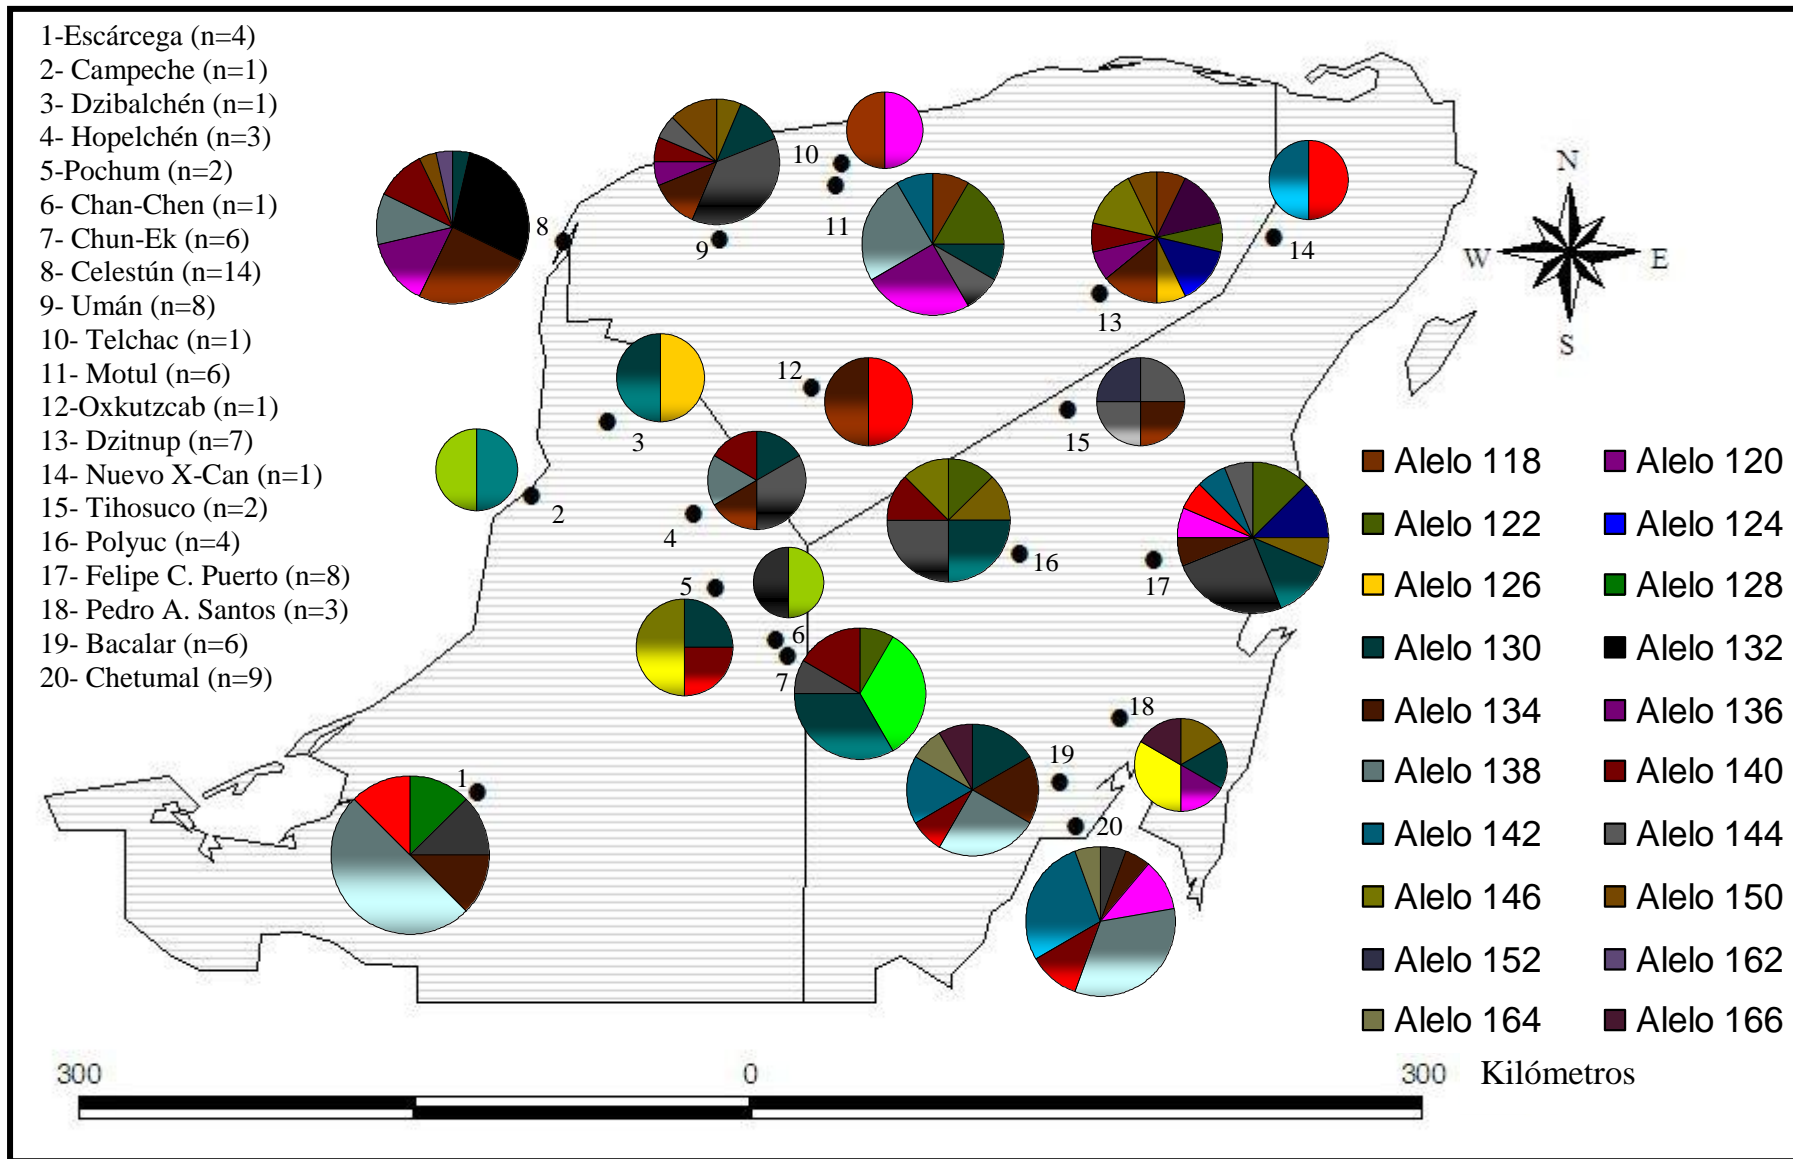 1-Escárcega (n=4)
2- Campeche (n=1)
3- Dzibalchén (n=1)
4- Hopelchén (n=3)
5-Pochum (n=2)
6- Chan-Chen (n=1)
7- Chun-Ek (n=6)
8- Celestún (n=14)
9- Umán (n=8)
10- Telchac (n=1)
11- Motul (n=6)
12-Oxkutzcab (n=1)
13- Dzitnup (n=7)
14- Nuevo X-Can (n=1)
15- Tihosuco (n=2)
16- Polyuc (n=4)
17- Felipe C. Puerto (n=8)
18- Pedro A. Santos (n=3)
19- Bacalar (n=6)
20- Chetumal (n=9)
10
8
9
11
13
14
12
3
15
2
4
16
17
5
6
7
18
19
1
20
N
W E
S
Alelo 118 Alelo 120
Alelo 122 Alelo 124
Alelo 126 Alelo 128
Alelo 130 Alelo 132
Alelo 134 Alelo 136
Alelo 138 Alelo 140
Alelo 142 Alelo 144
Alelo 146 Alelo 150
Alelo 152 Alelo 162
Alelo 164 Alelo 166
300 0 300 Kilómetros